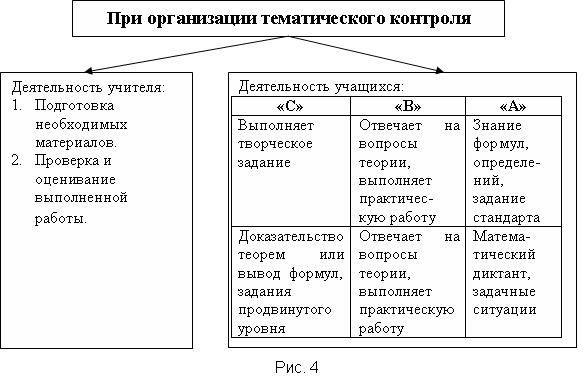 При организации тематического контроля
Деятельность учителя:
1. Подготовка
необходимых
материалов.
2. Проверка и
оценивание
выполненной
работы.
Деятельность учащихся:
«С» «В» «А»
Выполняет
творческое
задание
Отвечает на
вопросы
теории,
выполняет
практичес-
кую работу
Знание
формул,
определе-
ний,
задание
стандарта
Доказательство
теорем или
вывод формул,
задания
продвинутого
уровня
Отвечает на
вопросы
теории,
выполняет
практическую
работу
Матема-
тический
диктант,
задачные
ситуации
Рис. 4